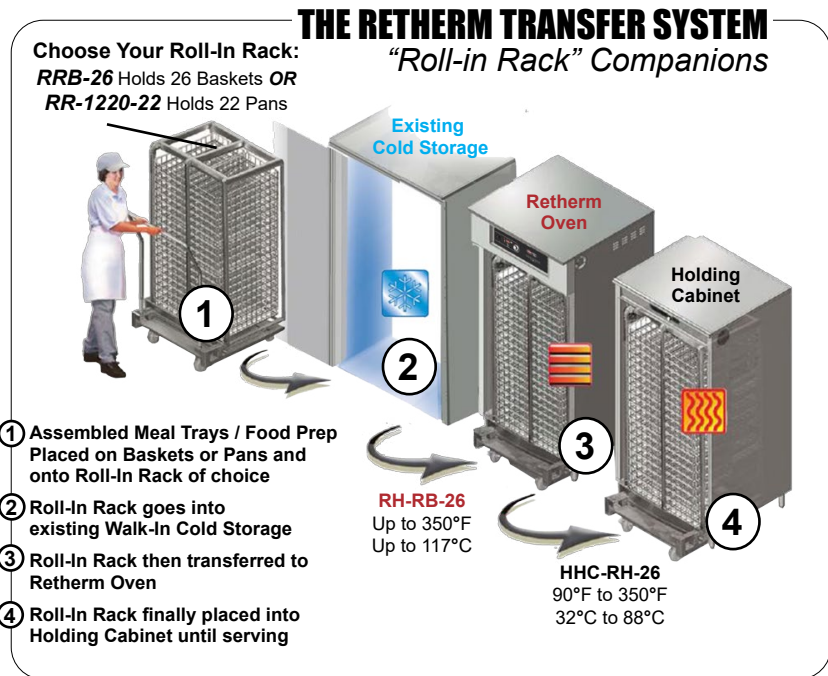 THE RETHERM TRANSFER SYSTEM
“Roll-in Rack” Companions
Choose Your Roll-In Rack:
RRB-26 Holds 26 Baskets OR
RR-1220-22 Holds 22 Pans
Existing
Cold Storage
Retherm
Oven
Holding
Cabinet
1
2
3
4
RH-RB-26
Up to 350°F
Up to 117°C
HHC-RH-26
90°F to 350°F
32°C to 88°C
1 Assembled Meal Trays / Food Prep
Placed on Baskets or Pans and
onto Roll-In Rack of choice
2 Roll-In Rack goes into
existing Walk-In Cold Storage
3 Roll-In Rack then transferred to
Retherm Oven
4 Roll-In Rack finally placed into
Holding Cabinet until serving